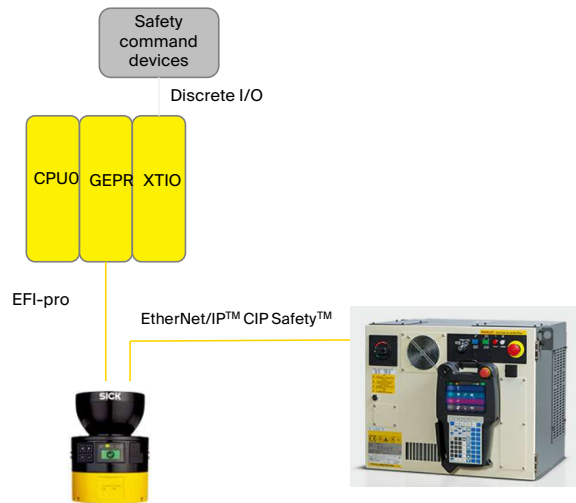 Safety
command
devices
Discrete I/O
CPU0 GEPR XTIO
EFI-pro
EtherNet/IP™ CIP Safety™
SICK